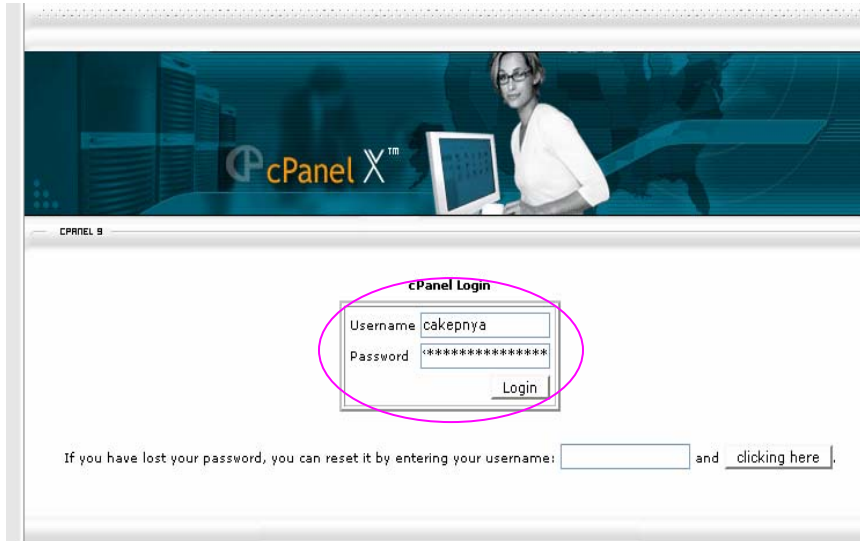 cPanel X™
CPANEL 9
cPanel Login
Username cakepnya
Password ***************
Login
If you have lost your password, you can reset it by entering your username: and clicking here .